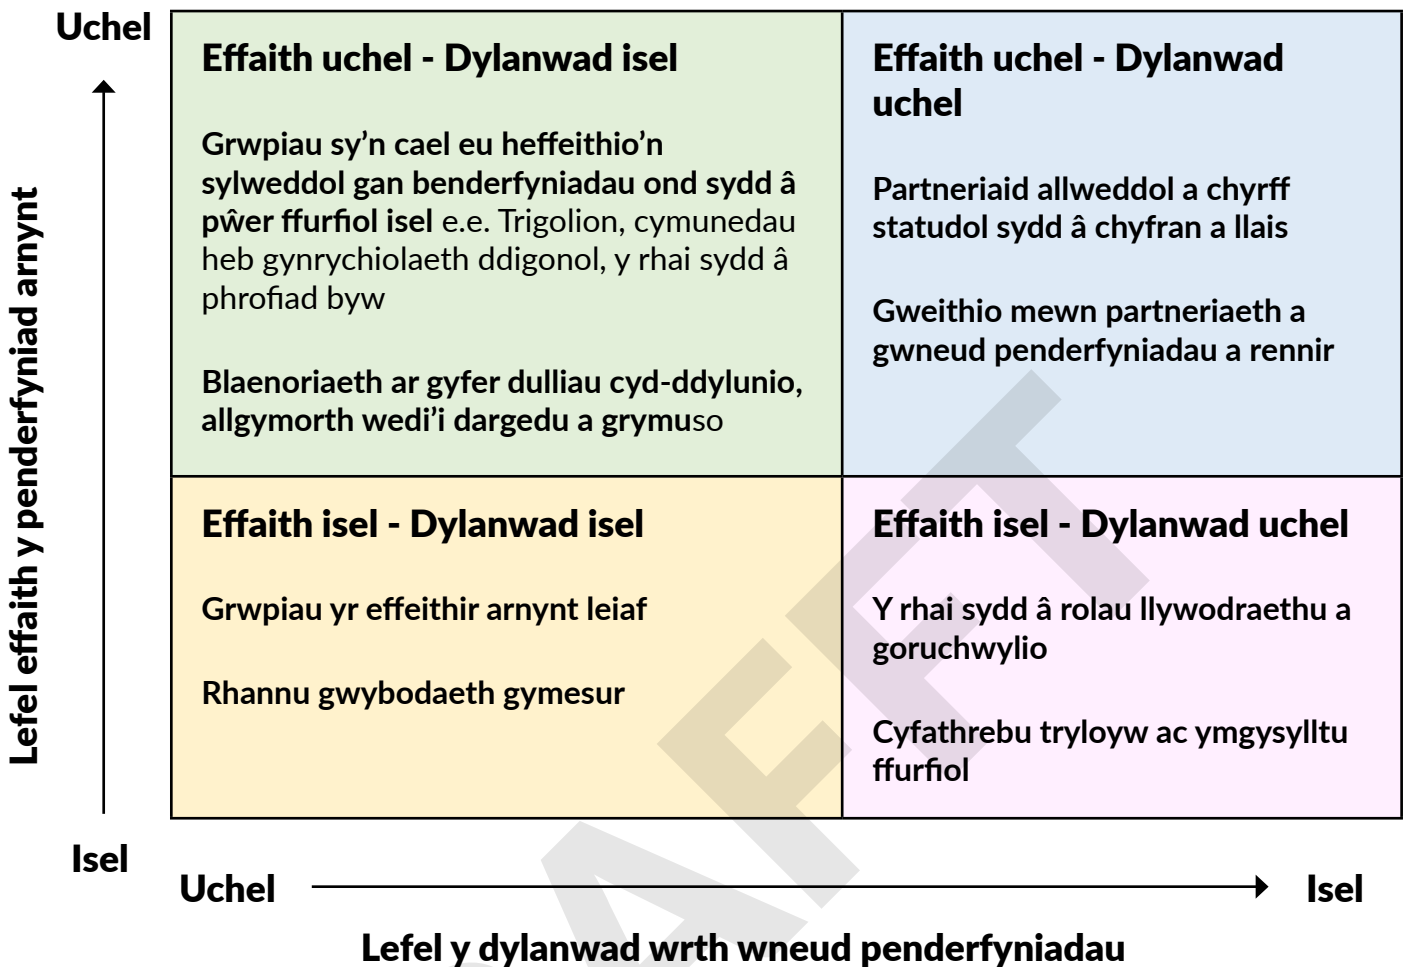 Uchel
Effaith uchel - Dylanwad isel
Grwpiau sy’n cael eu heffeithio’n
sylweddol gan benderfyniadau ond sydd â
pŵer ffurfiol isel e.e. Trigolion, cymunedau
heb gynrychiolaeth ddigonol, y rhai sydd â
phrofiad byw
Blaenoriaeth ar gyfer dulliau cyd-ddylunio,
allgymorth wedi’i dargedu a grymuso
Effaith uchel - Dylanwad
uchel
Partneriaid allweddol a chyrff
statudol sydd â chyfran a llais
Gweithio mewn partneriaeth a
gwneud penderfyniadau a rennir
Lefel effaith y penderfyniad arnynt
Effaith isel - Dylanwad isel
Grwpiau yr effeithir arnynt leiaf
Rhannu gwybodaeth gymesur
Effaith isel - Dylanwad uchel
Y rhai sydd â rolau llywodraethu a
goruchwylio
Cyfathrebu tryloyw ac ymgysylltu
ffurfiol
Isel
Uchel
Isel
Lefel y dylanwad wrth wneud penderfyniadau
AFFT